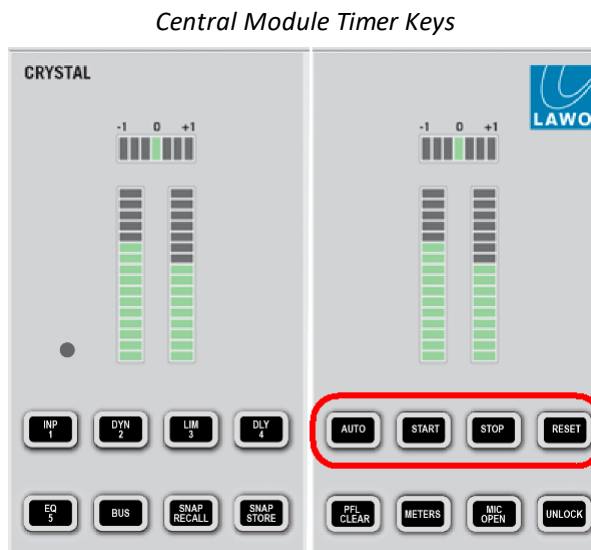 Central Module Timer Keys
CRYSTAL
-1 0 +1
-1 0 +1
LAWO
INP
1
DYN
2
LIM
3
DLY
4
AUTO
START
STOP
RESET
EQ
5
BUS
SNAP
RECALL
SNAP
STORE
PFL
CLEAR
METERS
MIC
OPEN
UNLOCK